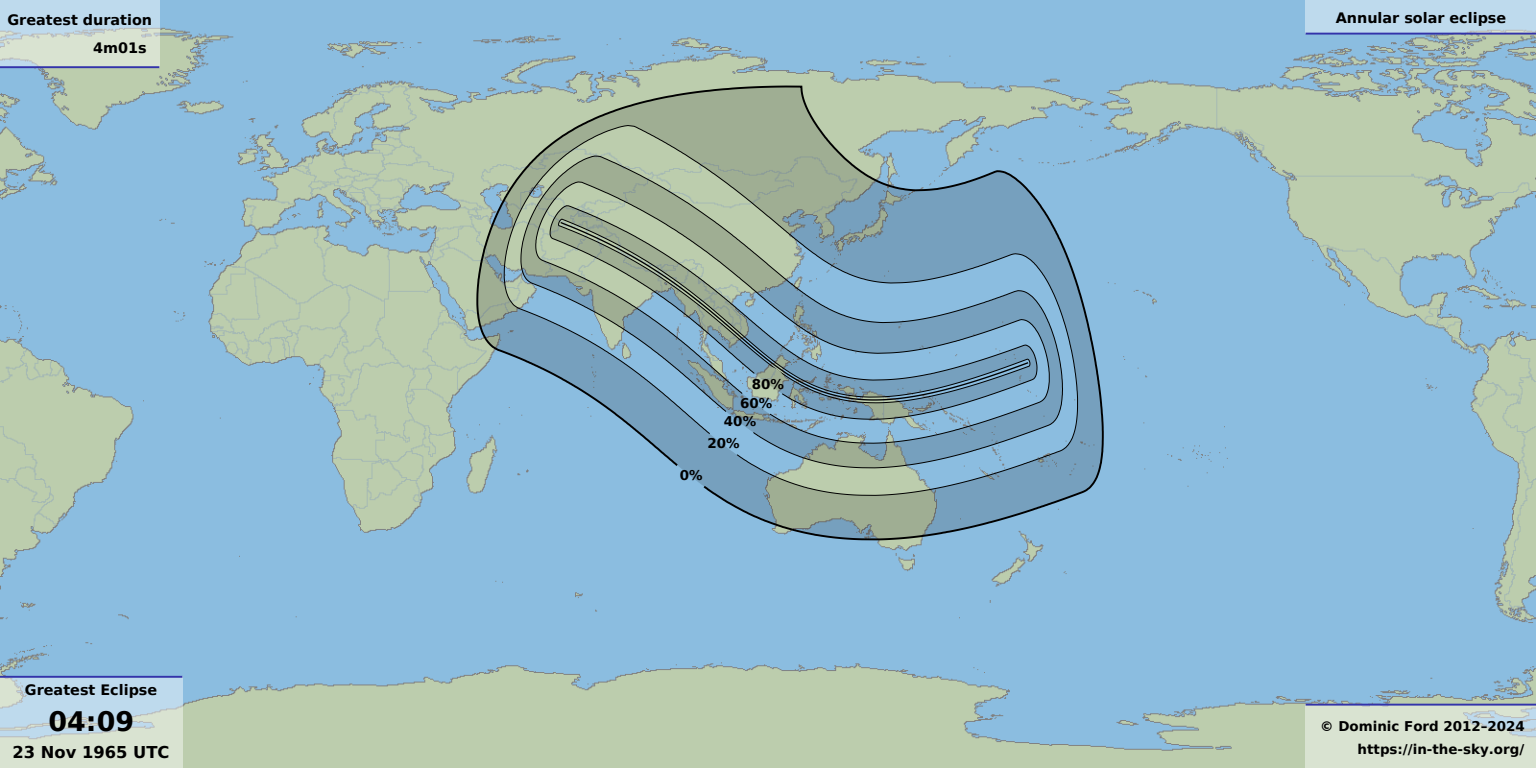 Greatest duration
4m01s
Annular solar eclipse
80%
60%
40%
20%
0%
Greatest Eclipse
04:09
23 Nov 1965 UTC
© Dominic Ford 2012–2024
https://in-the-sky.org/